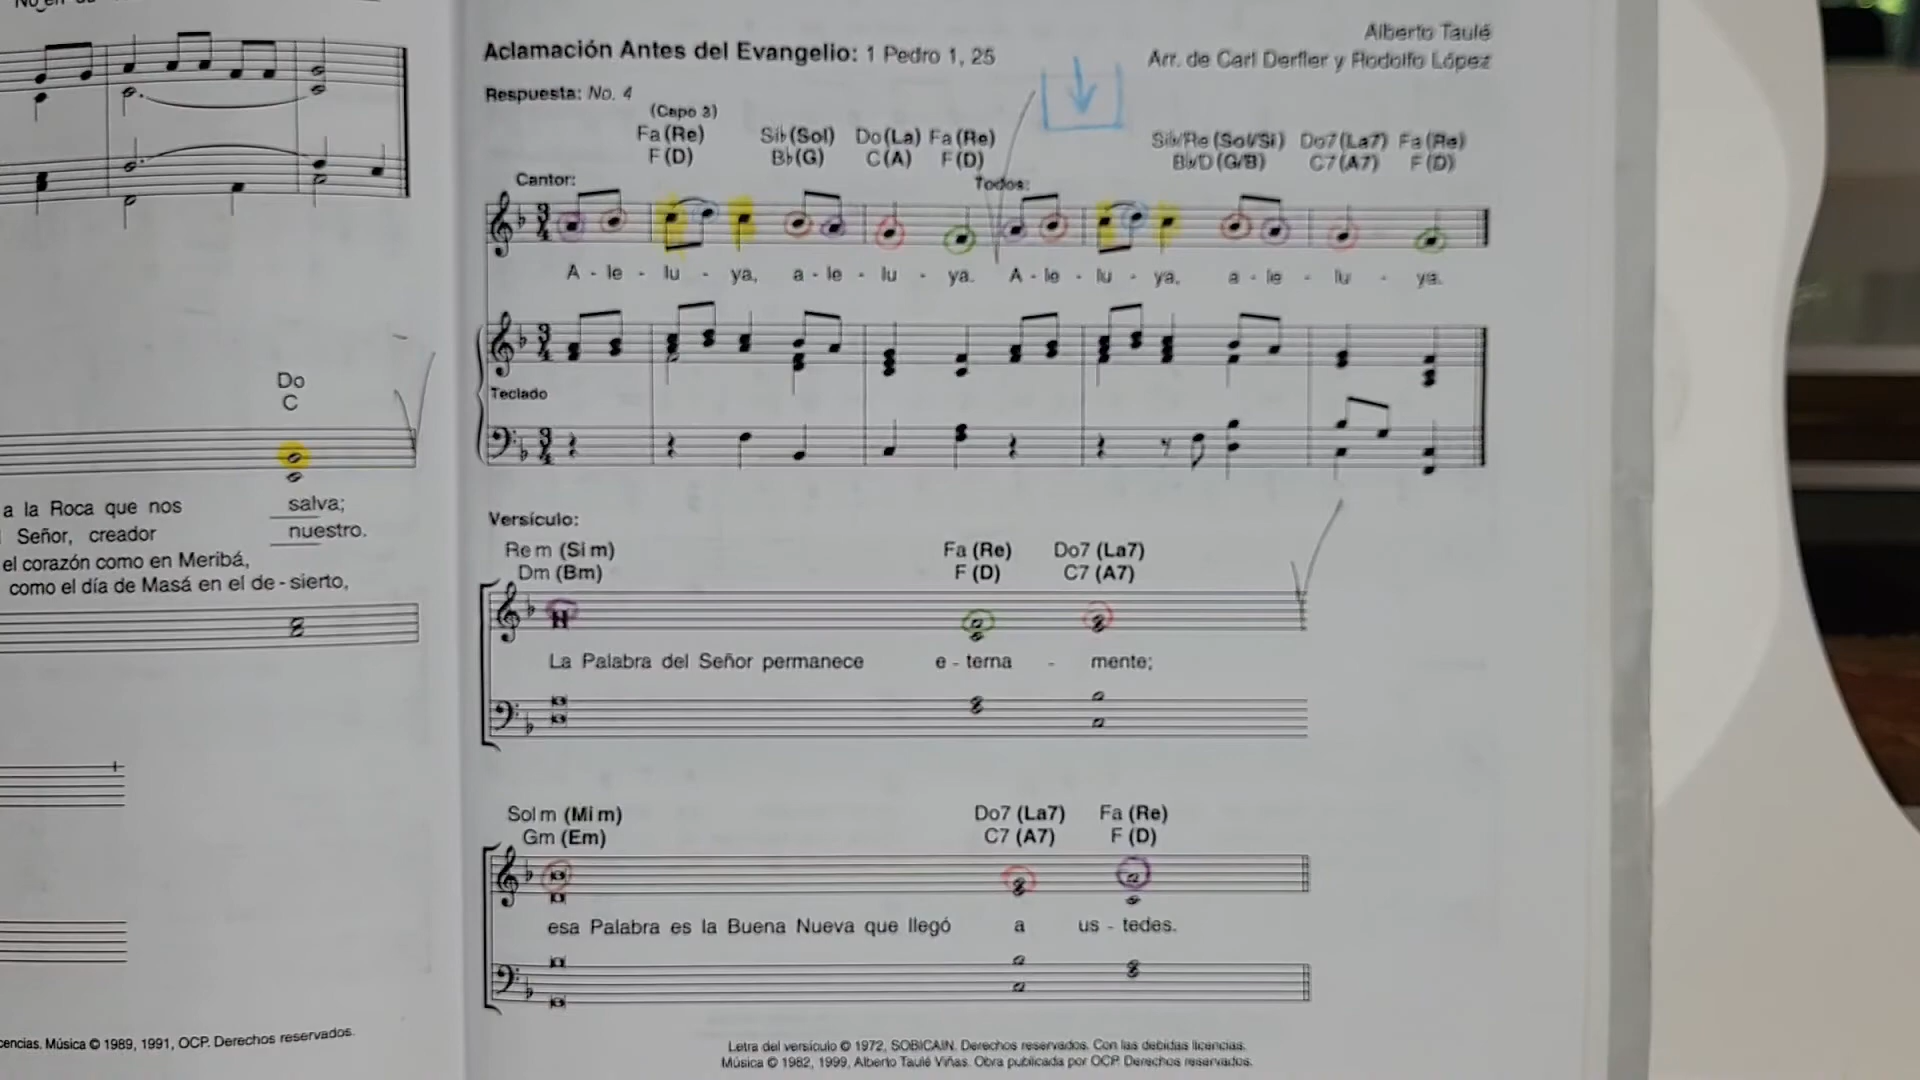 Do
C
a la Roca que nos salva;
Señor, creador nuestro.
el corazón como en Meribá,
como el día de Masá en el de - sierto,
Música © 1989, 1991, OCP. Derechos reservados.
Aclamación Antes del Evangelio: 1 Pedro 1, 25
Alberto Taulé
Arr. de Carl Derfler y Rodolfo López
Respuesta: No. 4
(Capo 3)
Fa (Re) Sib (Sol) Do (La) Fa (Re) Sib/Re (Sol/Si) Do7 (La7) Fa (Re)
F (D) B♭ (G) C (A) F (D) B♭/D (G/B) C7 (A7) F (D)
Cantor: Todos:
A - le - lu - ya, a - le - lu - ya. A - le - lu - ya, a - le - lu - ya.
Teclado
Versículo:
Re m (Si m) Fa (Re) Do7 (La7)
Dm (Bm) F (D) C7 (A7)
La Palabra del Señor permanece e - terna - mente;
Sol m (Mi m) Do7 (La7) Fa (Re)
Gm (Em) C7 (A7) F (D)
esa Palabra es la Buena Nueva que llegó a us - tedes.
Letra del versículo © 1972, SOBICAIN. Derechos reservados. Con las debidas licencias.
Música © 1982, 1999, Alberto Taulé Viñas. Obra publicada por OCP. Derechos reservados.